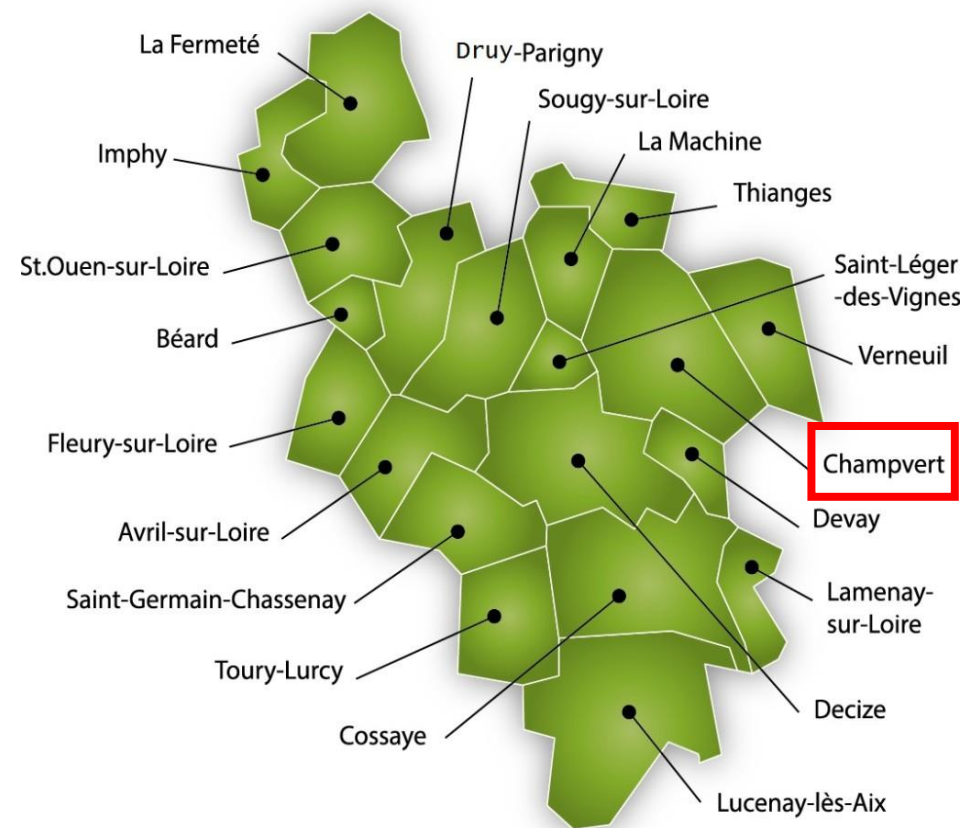 La Fermeté
Druy-Parigny
Sougy-sur-Loire
La Machine
Imphy
Thianges
St.Ouen-sur-Loire
Saint-Léger
-des-Vignes
Béard
Verneuil
Fleury-sur-Loire
Champvert
Devay
Avril-sur-Loire
Saint-Germain-Chassenay
Lamenay-
sur-Loire
Toury-Lurcy
Decize
Cossaye
Lucenay-lès-Aix